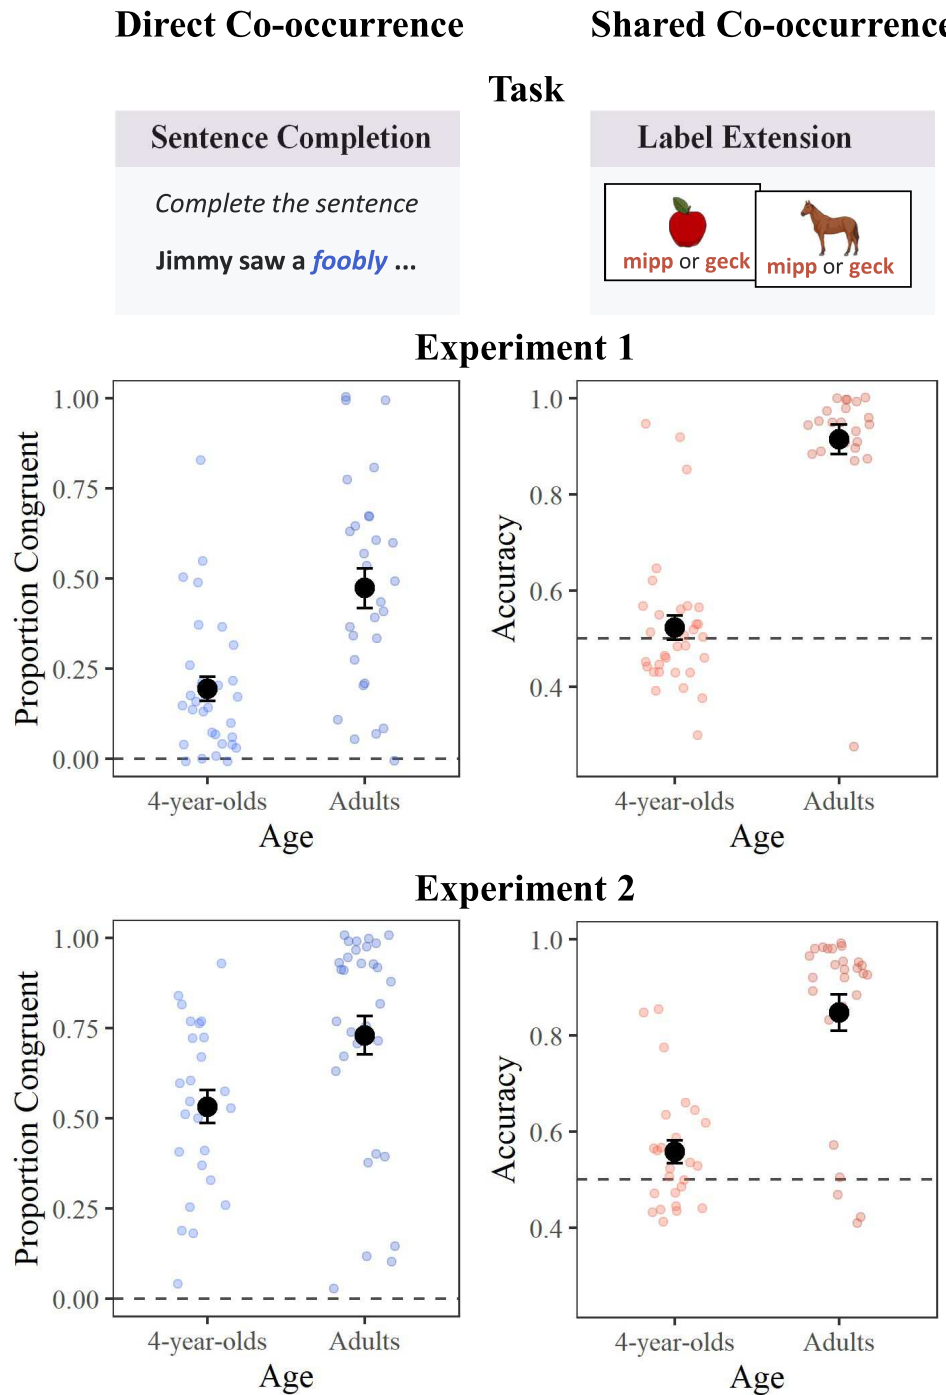 Direct Co-occurrence
Shared Co-occurrence
Task
Sentence Completion
Complete the sentence
Jimmy saw a foobly ...
Label Extension
mipp or geck
mipp or geck
Experiment 1
Proportion Congruent
1.00
0.75
0.50
0.25
0.00
4-year-olds
Adults
Age
Accuracy
1.0
0.8
0.6
0.4
4-year-olds
Adults
Age
Experiment 2
Proportion Congruent
1.00
0.75
0.50
0.25
0.00
4-year-olds
Adults
Age
Accuracy
1.0
0.8
0.6
0.4
4-year-olds
Adults
Age